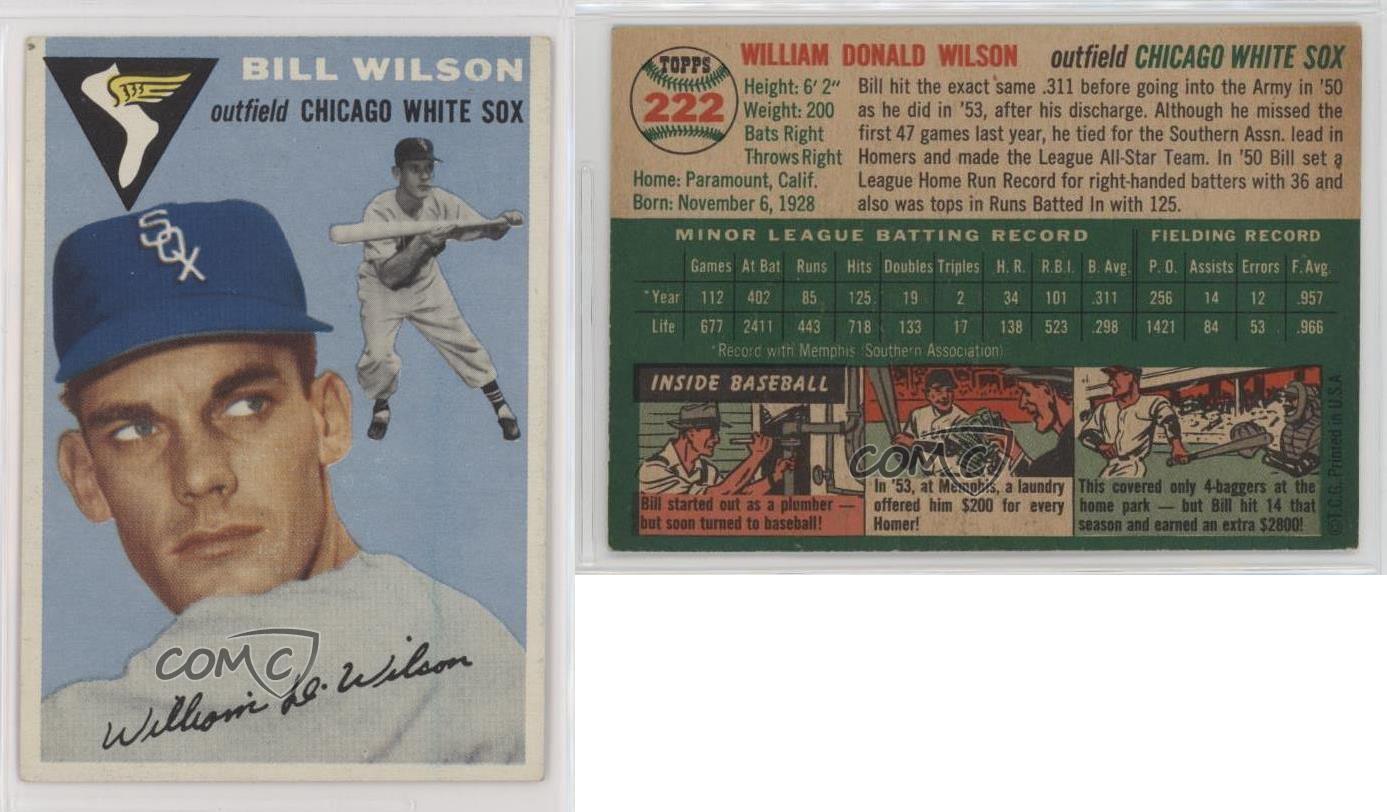 BILL WILSON
outfield CHICAGO WHITE SOX
SOX
COMC
William D. Wilson
TOPPS
222
WILLIAM DONALD WILSON outfield CHICAGO WHITE SOX
Height: 6' 2"
Weight: 200
Bats Right
Throws Right
Home: Paramount, Calif.
Born: November 6, 1928
Bill hit the exact same .311 before going into the Army in '50
as he did in '53, after his discharge. Although he missed the
first 47 games last year, he tied for the Southern Assn. lead in
Homers and made the League All-Star Team. In '50 Bill set a
League Home Run Record for right-handed batters with 36 and
also was tops in Runs Batted In with 125.
MINOR LEAGUE BATTING RECORD FIELDING RECORD
Games At Bat Runs Hits Doubles Triples H. R. R.B.I. B. Avg. P. O. Assists Errors F. Avg.
*Year 112 402 85 125 19 2 34 101 .311 256 14 12 .957
Life 677 2411 443 718 133 17 138 523 .298 1421 84 53 .966
*Record with Memphis (Southern Association)
INSIDE BASEBALL
COMC
Bill started out as a plumber —
but soon turned to baseball!
In '53, at Memphis, a laundry
offered him $200 for every
Homer!
This covered only 4-baggers at the
home park — but Bill hit 14 that
season and earned an extra $2800!
©T.C.G. Printed in U.S.A